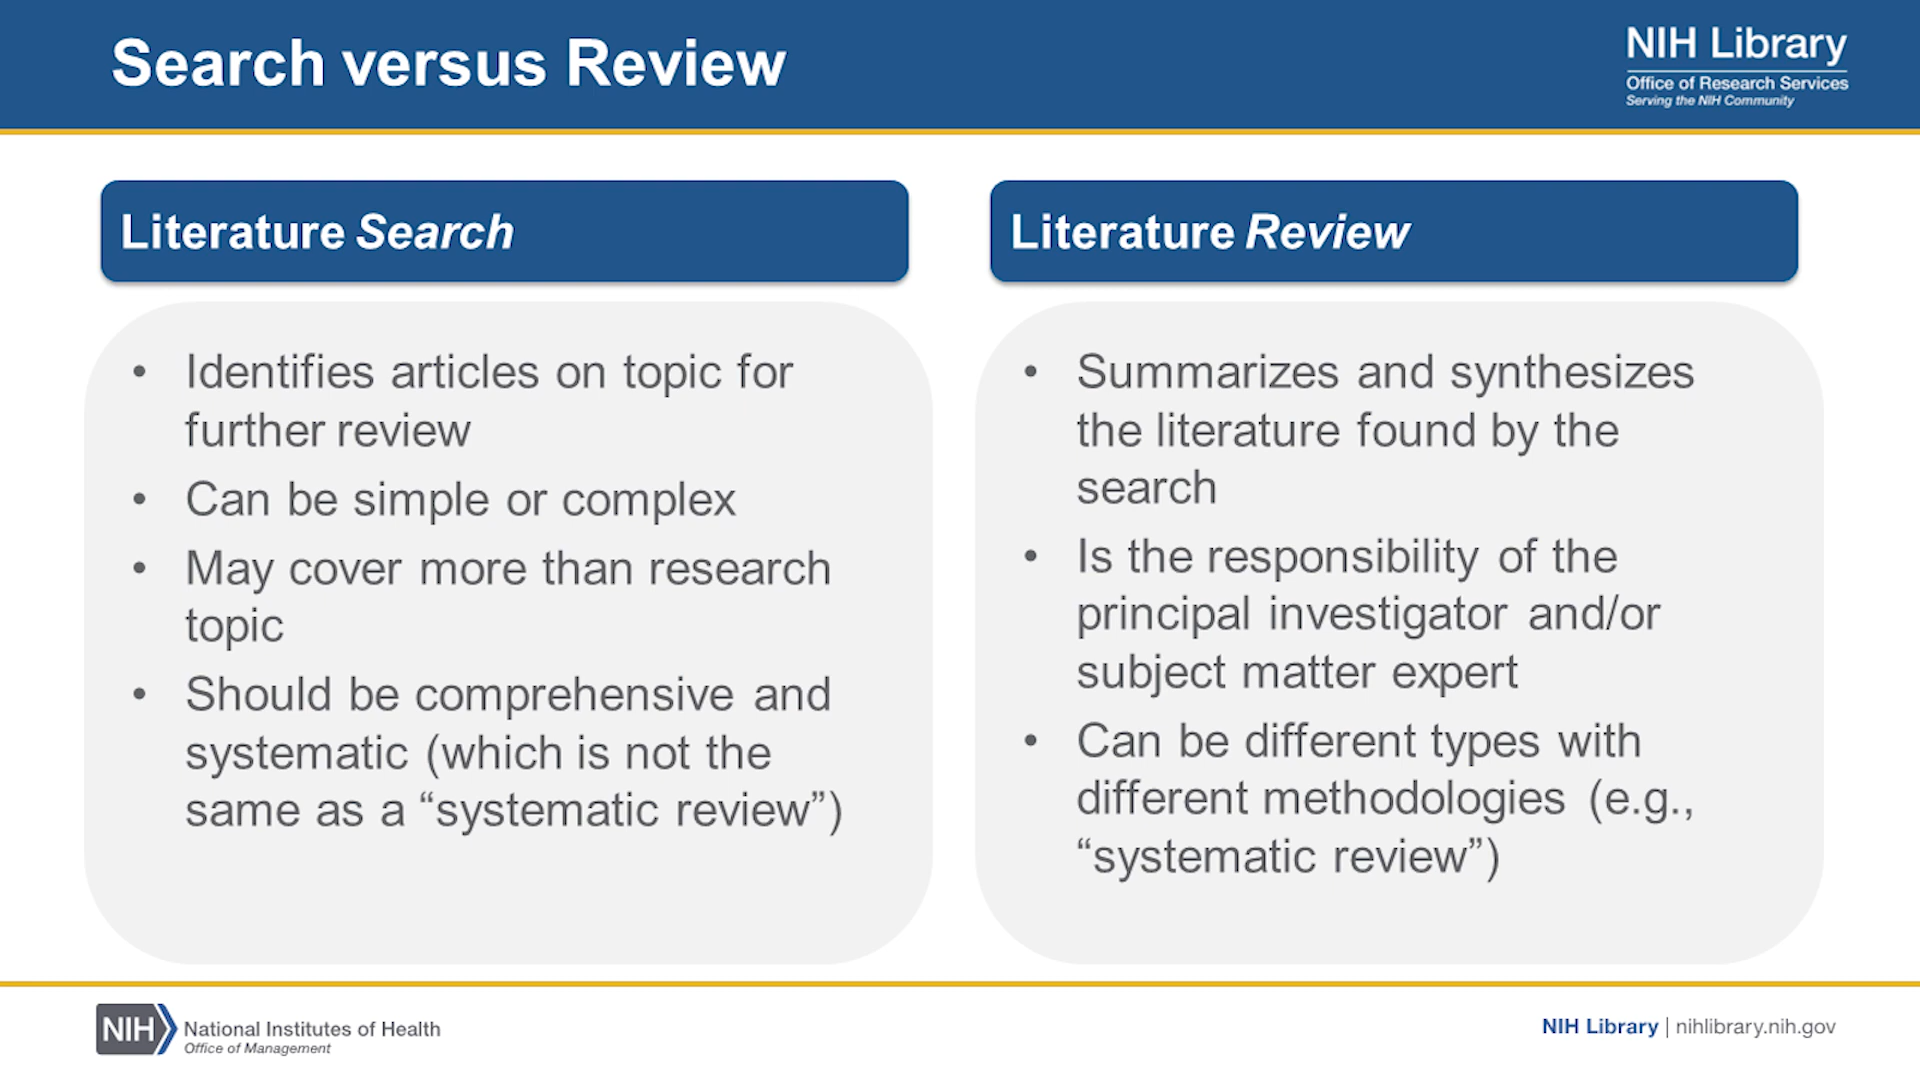 Search versus Review
NIH Library
Office of Research Services
Serving the NIH Community
Literature Search
• Identifies articles on topic for
further review
• Can be simple or complex
• May cover more than research
topic
• Should be comprehensive and
systematic (which is not the
same as a “systematic review”)
Literature Review
• Summarizes and synthesizes
the literature found by the
search
• Is the responsibility of the
principal investigator and/or
subject matter expert
• Can be different types with
different methodologies (e.g.,
“systematic review”)
NIH National Institutes of Health
Office of Management
NIH Library | nihlibrary.nih.gov